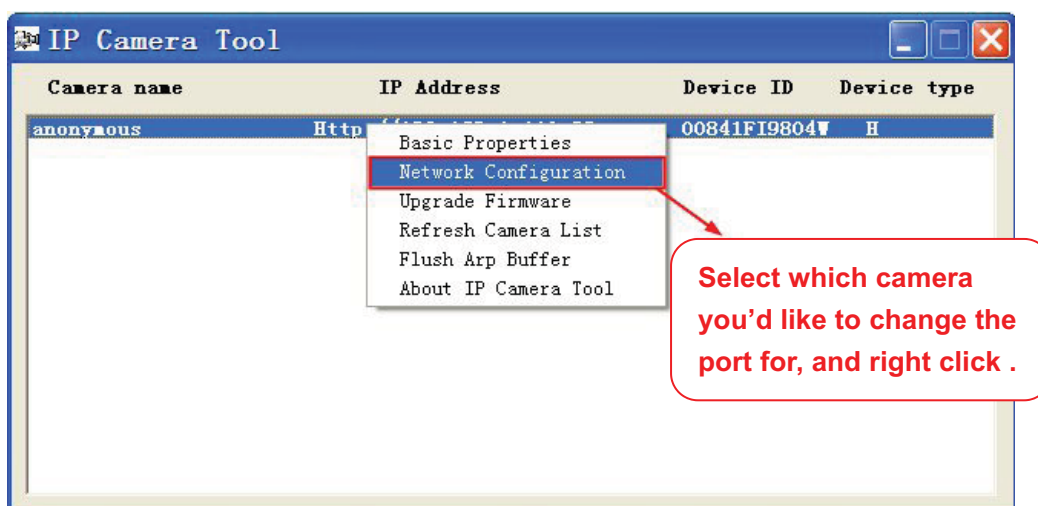 IP Camera Tool
Camera name IP Address Device ID Device type
anonymous Http 00841FI9804W H
Basic Properties
Network Configuration
Upgrade Firmware
Refresh Camera List
Flush Arp Buffer
About IP Camera Tool
Select which camera
you’d like to change the
port for, and right click .